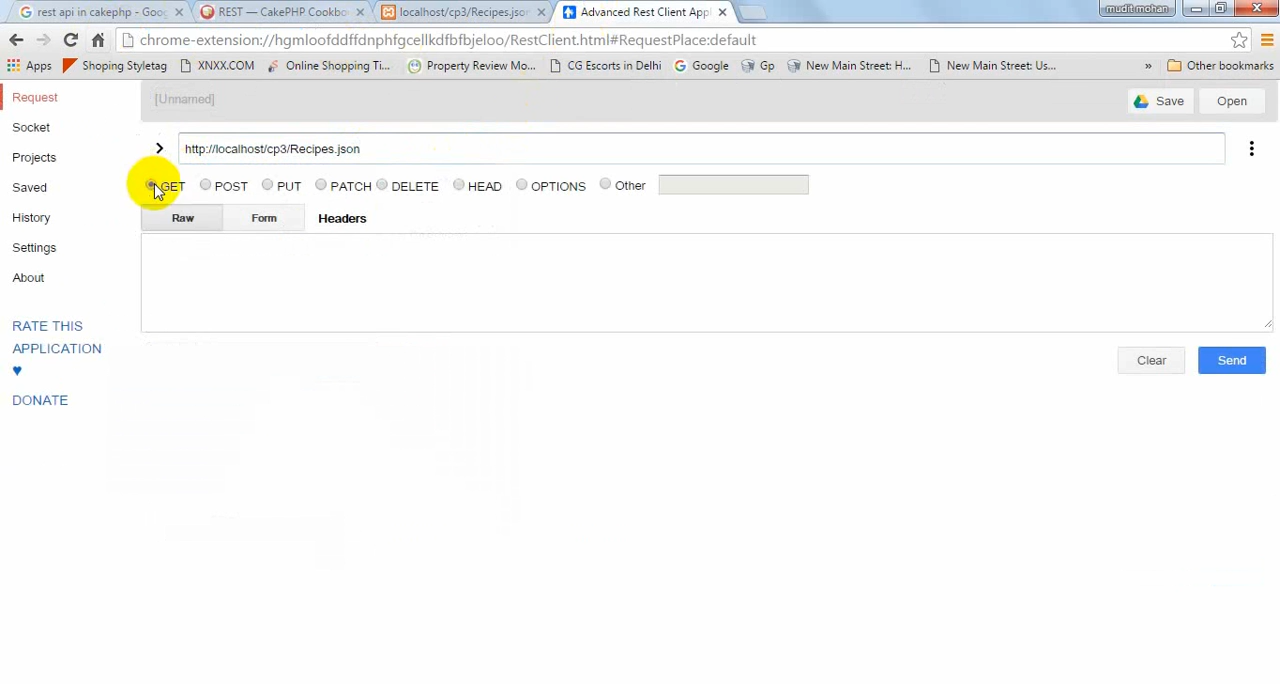 rest api in cakephp - Goog
REST — CakePHP Cookbo
localhost/cp3/Recipes.json
Advanced Rest Client Appl
mudit mohan
chrome-extension://hgmloofddffdnphfgcellkdfbfbjeloo/RestClient.html#RequestPlace:default
Apps Shoping Styletag XNXX.COM Online Shopping Ti... Property Review Mo... CG Escorts in Delhi Google Gp New Main Street: H... New Main Street: Us... » Other bookmarks
Request
[Unnamed]
Save
Open
Socket
http://localhost/cp3/Recipes.json
Projects
Saved
GET POST PUT PATCH DELETE HEAD OPTIONS Other
History
Raw Form Headers
Settings
About
RATE THIS
APPLICATION
♥
DONATE
Clear
Send